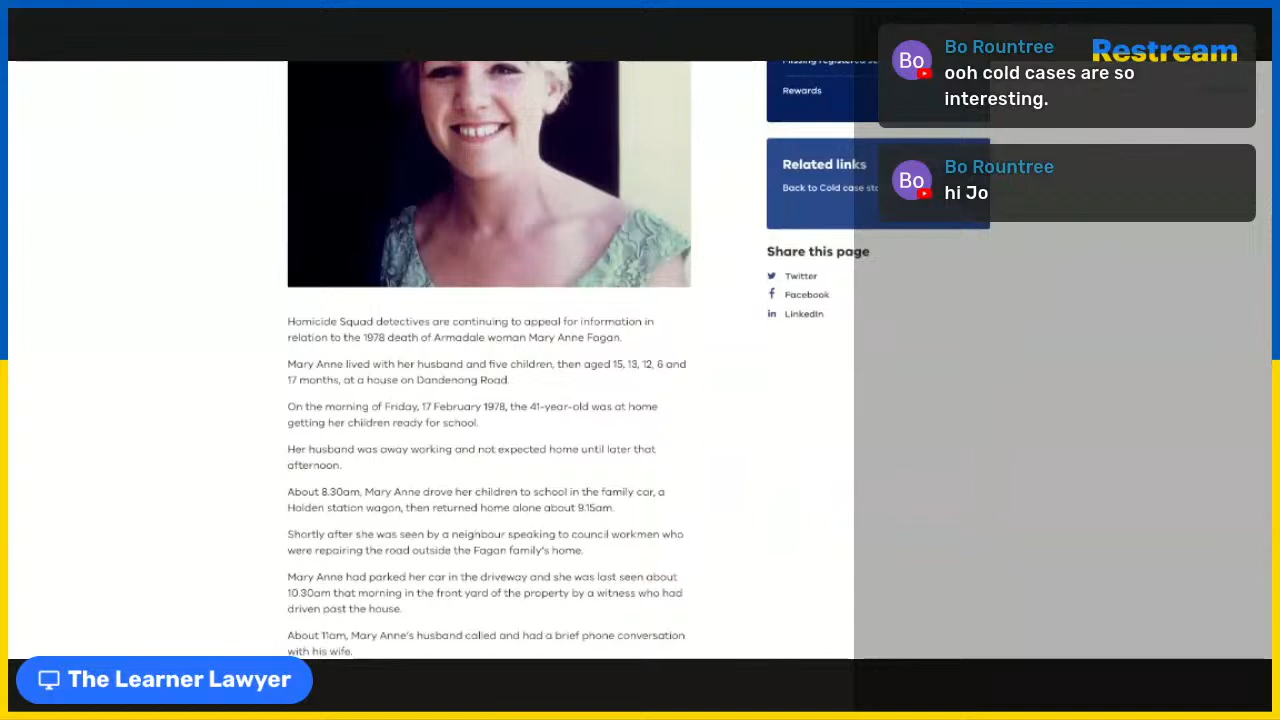 Bo Rountree
ooh cold cases are so
interesting.
Restream
Bo
Missing registered
Rewards
Bo Rountree
hi Jo
Bo
Related links
Back to Cold case
Share this page
Twitter
Facebook
LinkedIn
Homicide Squad detectives are continuing to appeal for information in
relation to the 1978 death of Armadale woman Mary Anne Fagan.
Mary Anne lived with her husband and five children, then aged 15, 13, 12, 6 and
17 months, at a house on Dandenong Road.
On the morning of Friday, 17 February 1978, the 41-year-old was at home
getting her children ready for school.
Her husband was away working and not expected home until later that
afternoon.
About 8.30am, Mary Anne drove her children to school in the family car, a
Holden station wagon, then returned home alone about 9.15am.
Shortly after she was seen by a neighbour speaking to council workmen who
were repairing the road outside the Fagan family's home.
Mary Anne had parked her car in the driveway and she was last seen about
10.30am that morning in the front yard of the property by a witness who had
driven past the house.
About 11am, Mary Anne's husband called and had a brief phone conversation
with his wife.
The Learner Lawyer